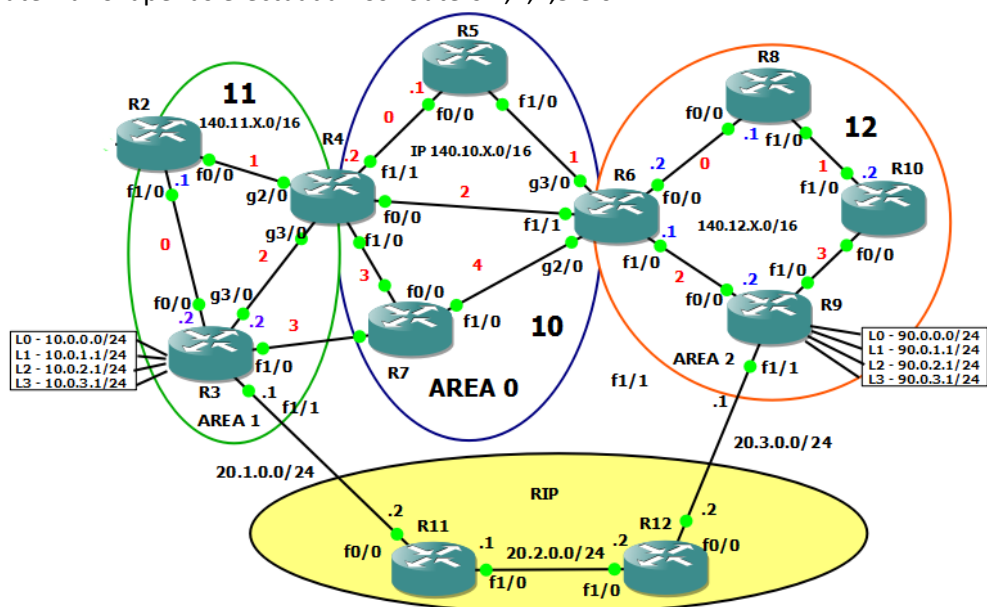 R5
R8
11
.1
f0/0
f1/0
f0/0
12
R2
140.11.X.0/16
R4
0
.1
f1/0
IP 140.10.X.0/16
.2
0
1
.2
R10
1
.2
f1/1
1
g3/0
R6
f1/0
f0/0
.1
f1/0
g2/0
2
f0/0
f0/0
140.12.X.0/16
f1/1
.1
f0/0
0
g3/0
f1/0
4
g2/0
f1/0
3
2
3
2
.2
f1/0
f0/0
g3/0
f0/0
f0/0
R9
.2
.2
3
f1/0
10
L0 - 10.0.0.0/24
L1 - 10.0.1.1/24
L2 - 10.0.2.1/24
L3 - 10.0.3.1/24
f1/0
R7
AREA 2
f1/1
L0 - 90.0.0.0/24
L1 - 90.0.1.1/24
L2 - 90.0.2.1/24
L3 - 90.0.3.1/24
R3
AREA 0
f1/1
.1
f1/1
.1
AREA 1
20.1.0.0/24
20.3.0.0/24
RIP
.2
.2
R11
R12
f0/0
.1
20.2.0.0/24
.2
f0/0
f1/0
f1/0